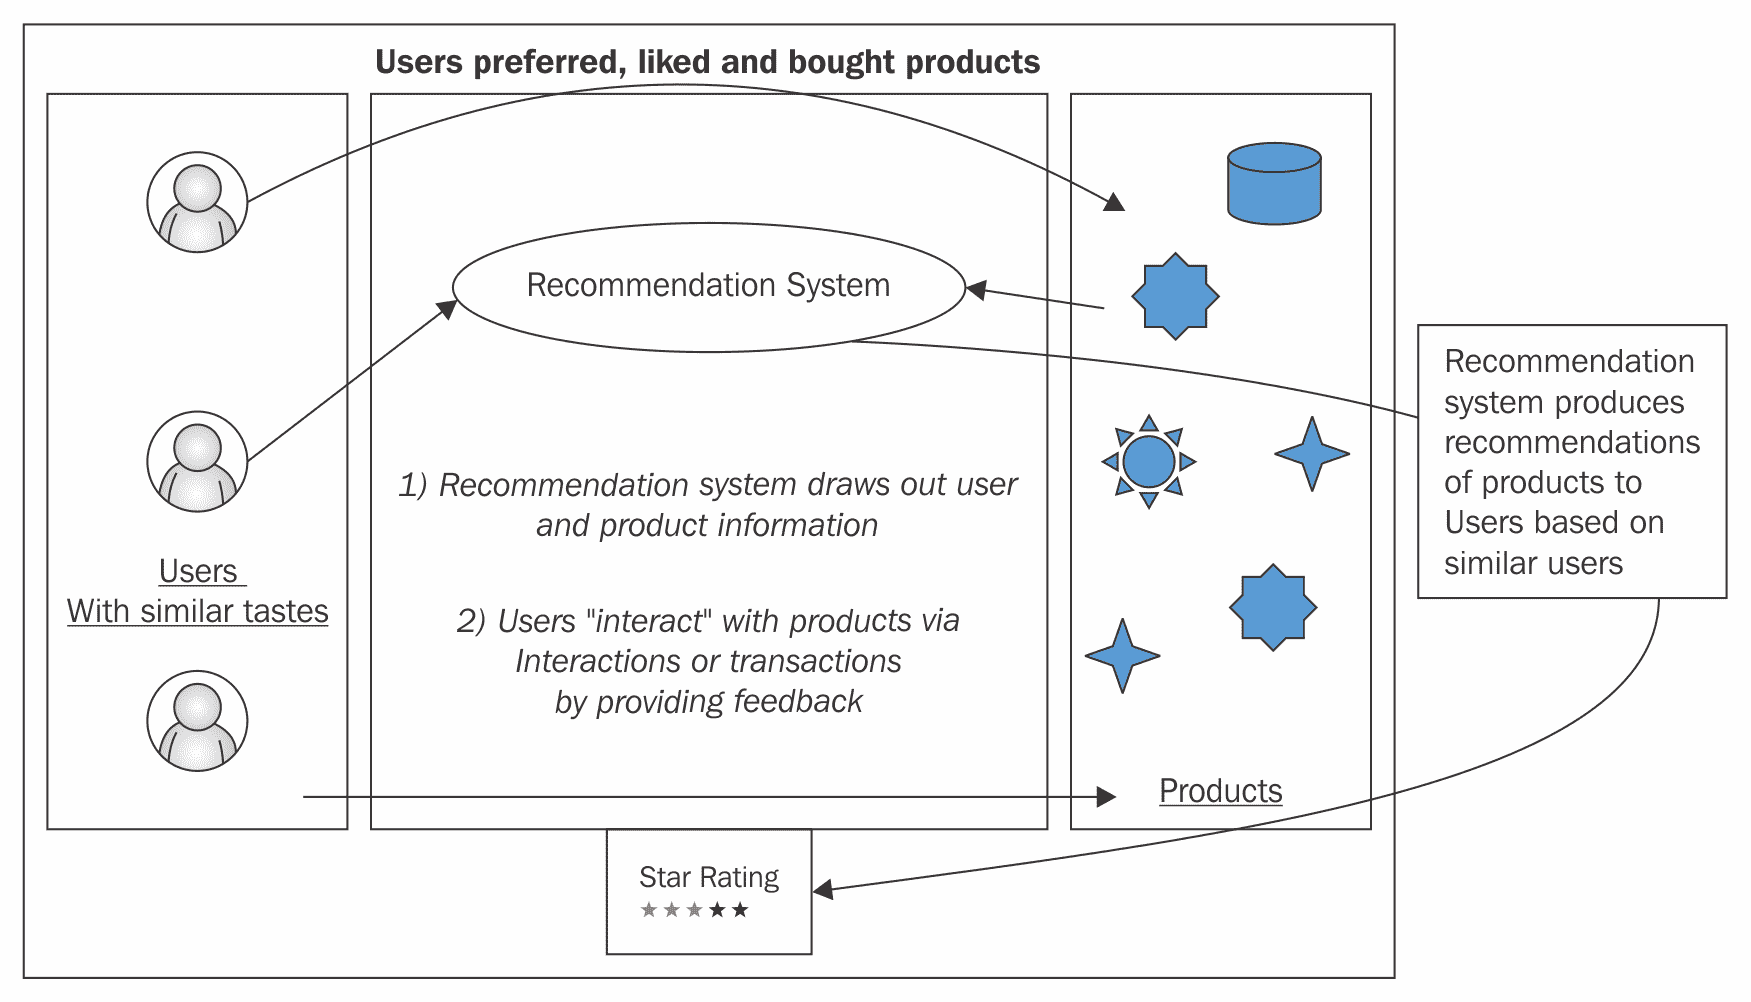 Users preferred, liked and bought products
Recommendation System
1) Recommendation system draws out user
and product information
2) Users "interact" with products via
Interactions or transactions
by providing feedback
Users
With similar tastes
Products
Recommendation
system produces
recommendations
of products to
Users based on
similar users
Star Rating